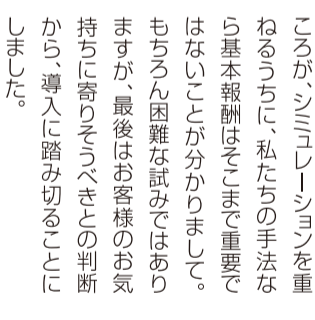 ころが、シミュレーションを重
ねるうちに、私たちの手法な
ら基本報酬はそこまで重要で
はないことが分かりまして。
もちろん困難な試みではあり
ますが、最後はお客様のお気
持ちに寄りそうべきとの判断
から、導入に踏み切ることに
しました。